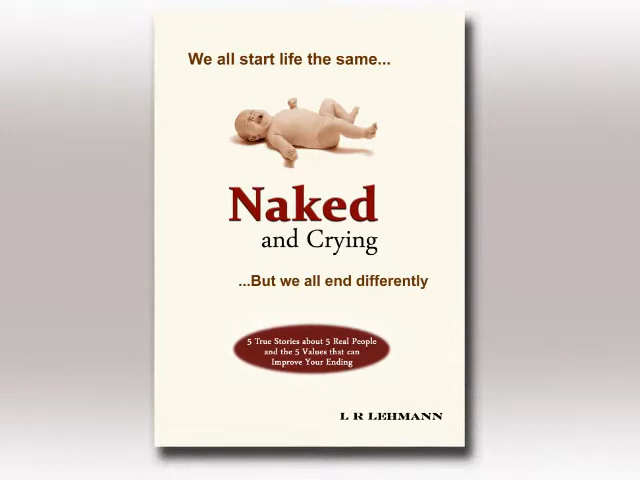 We all start life the same...
Naked
and Crying
...But we all end differently
5 True Stories about 5 Real People
and the 5 Values that can
Improve Your Ending
L R LEHMANN